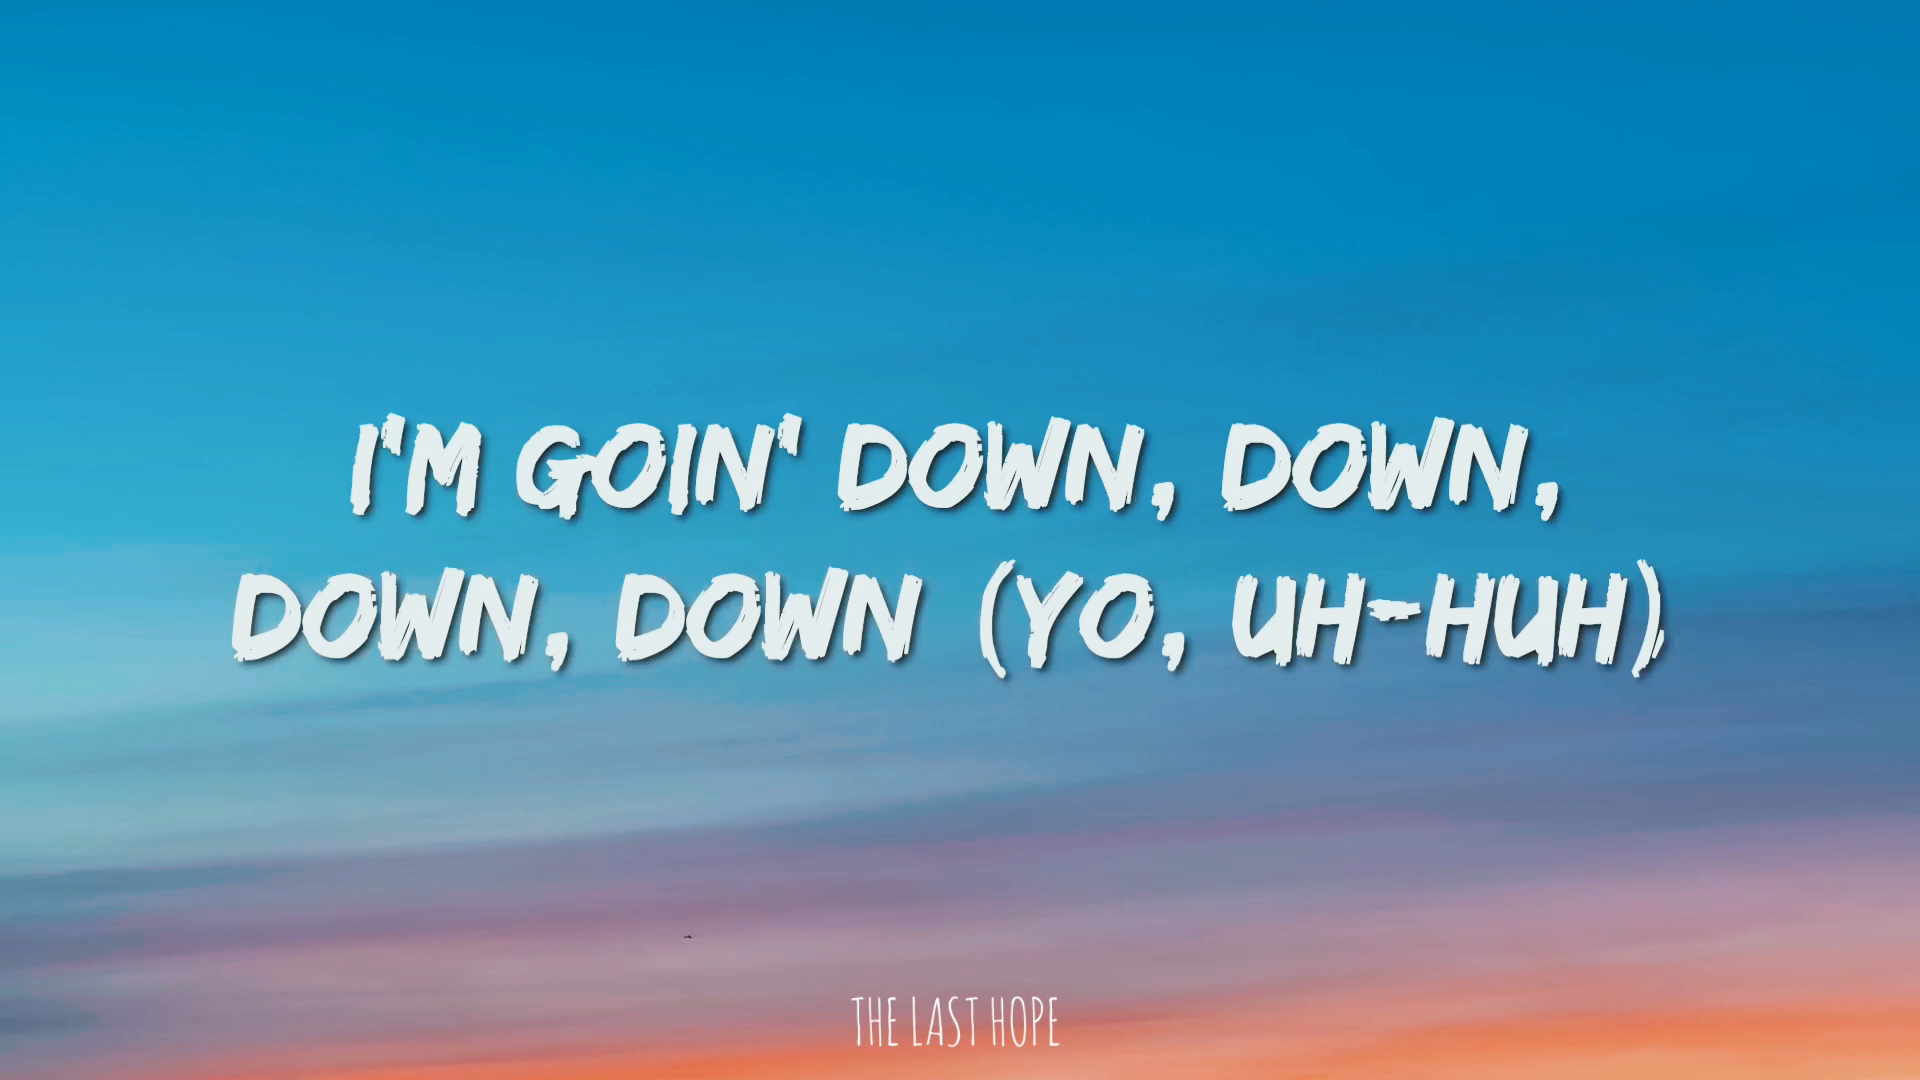 I'M GOIN' DOWN, DOWN,
DOWN, DOWN (YO, UH-HUH)
THE LAST HOPE